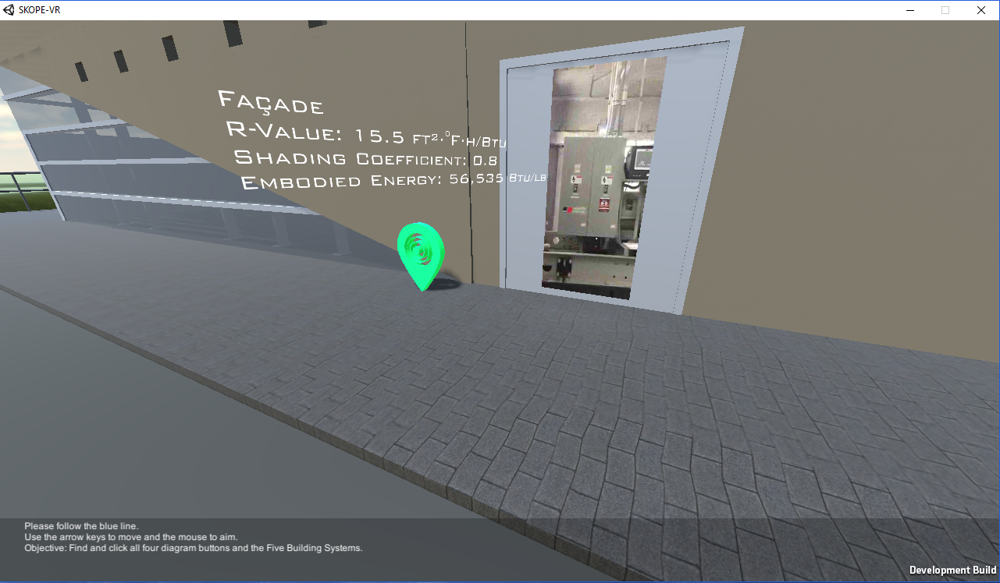 SKOPE-VR
FAÇADE
R-VALUE: 15.5 FT²·°F·H/BTU
SHADING COEFFICIENT: 0.8
EMBODIED ENERGY: 56,535 BTU/LB
Please follow the blue line.
Use the arrow keys to move and the mouse to aim.
Objective: Find and click all four diagram buttons and the Five Building Systems.
Development Build